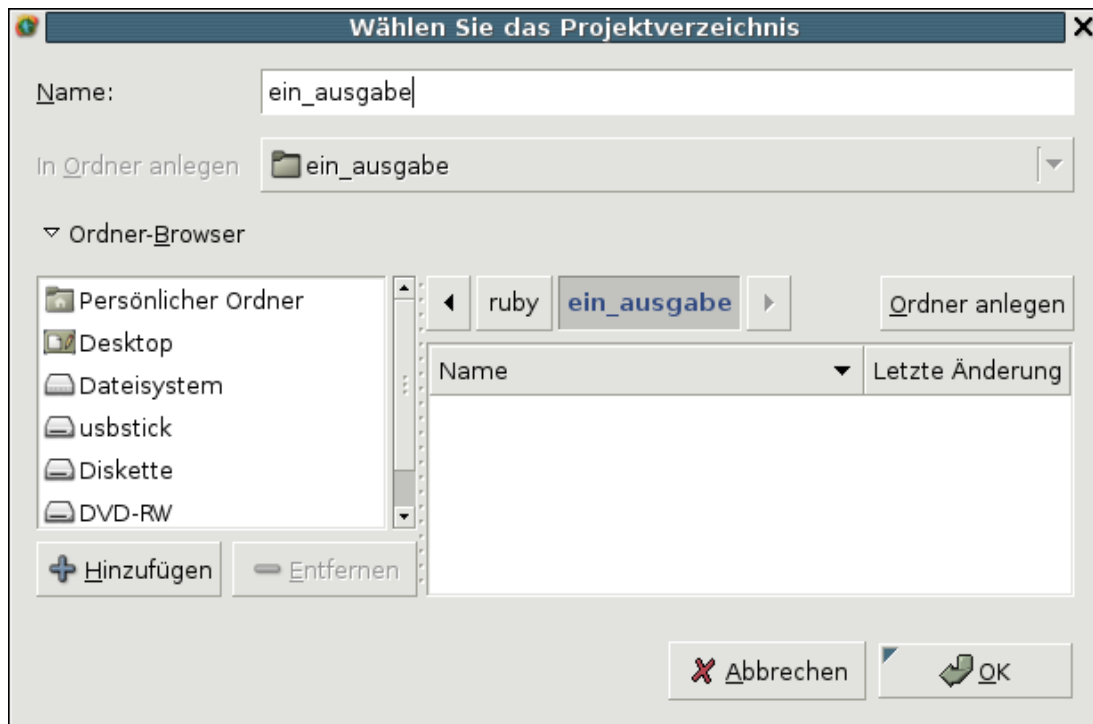 Wählen Sie das Projektverzeichnis
Name: ein_ausgabe
In Ordner anlegen ein_ausgabe
Ordner-Browser
Persönlicher Ordner
Desktop
Dateisystem
usbstick
Diskette
DVD-RW
Hinzufügen Entfernen
ruby ein_ausgabe Ordner anlegen
Name Letzte Änderung
Abbrechen OK